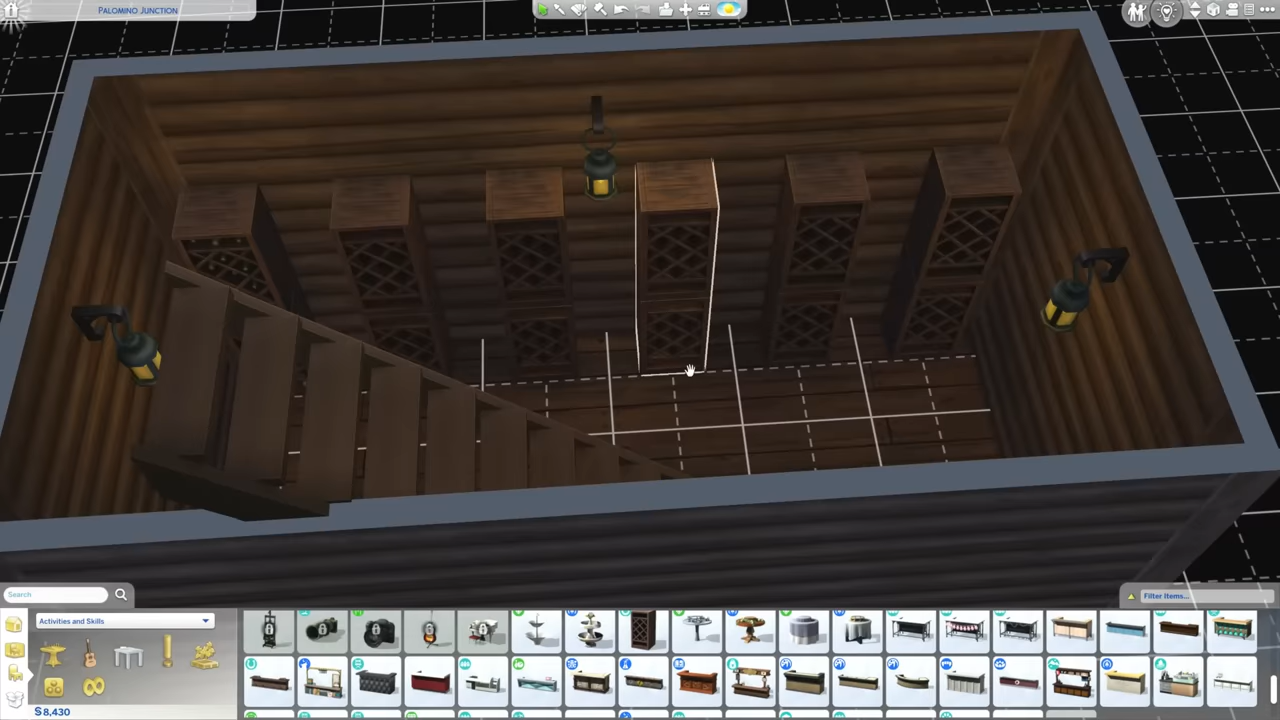 PALOMINO JUNCTION
Search
Filter Items...
Activities and Skills
§8,430